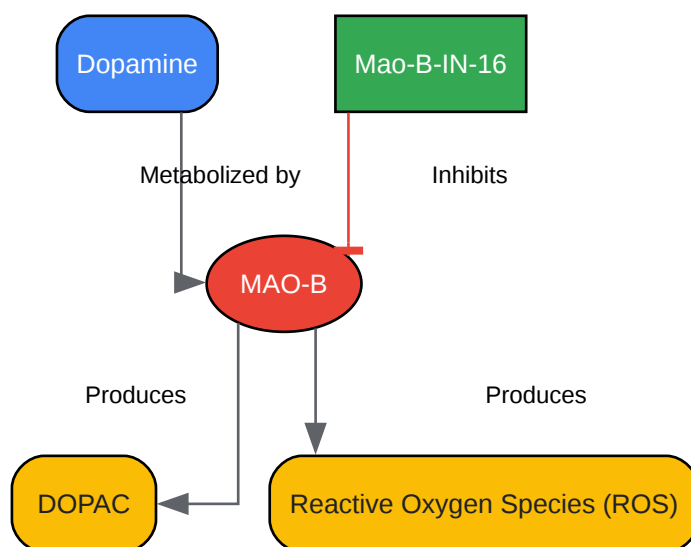 Dopamine
Mao-B-IN-16
Metabolized by
Inhibits
MAO-B
Produces
Produces
DOPAC
Reactive Oxygen Species (ROS)